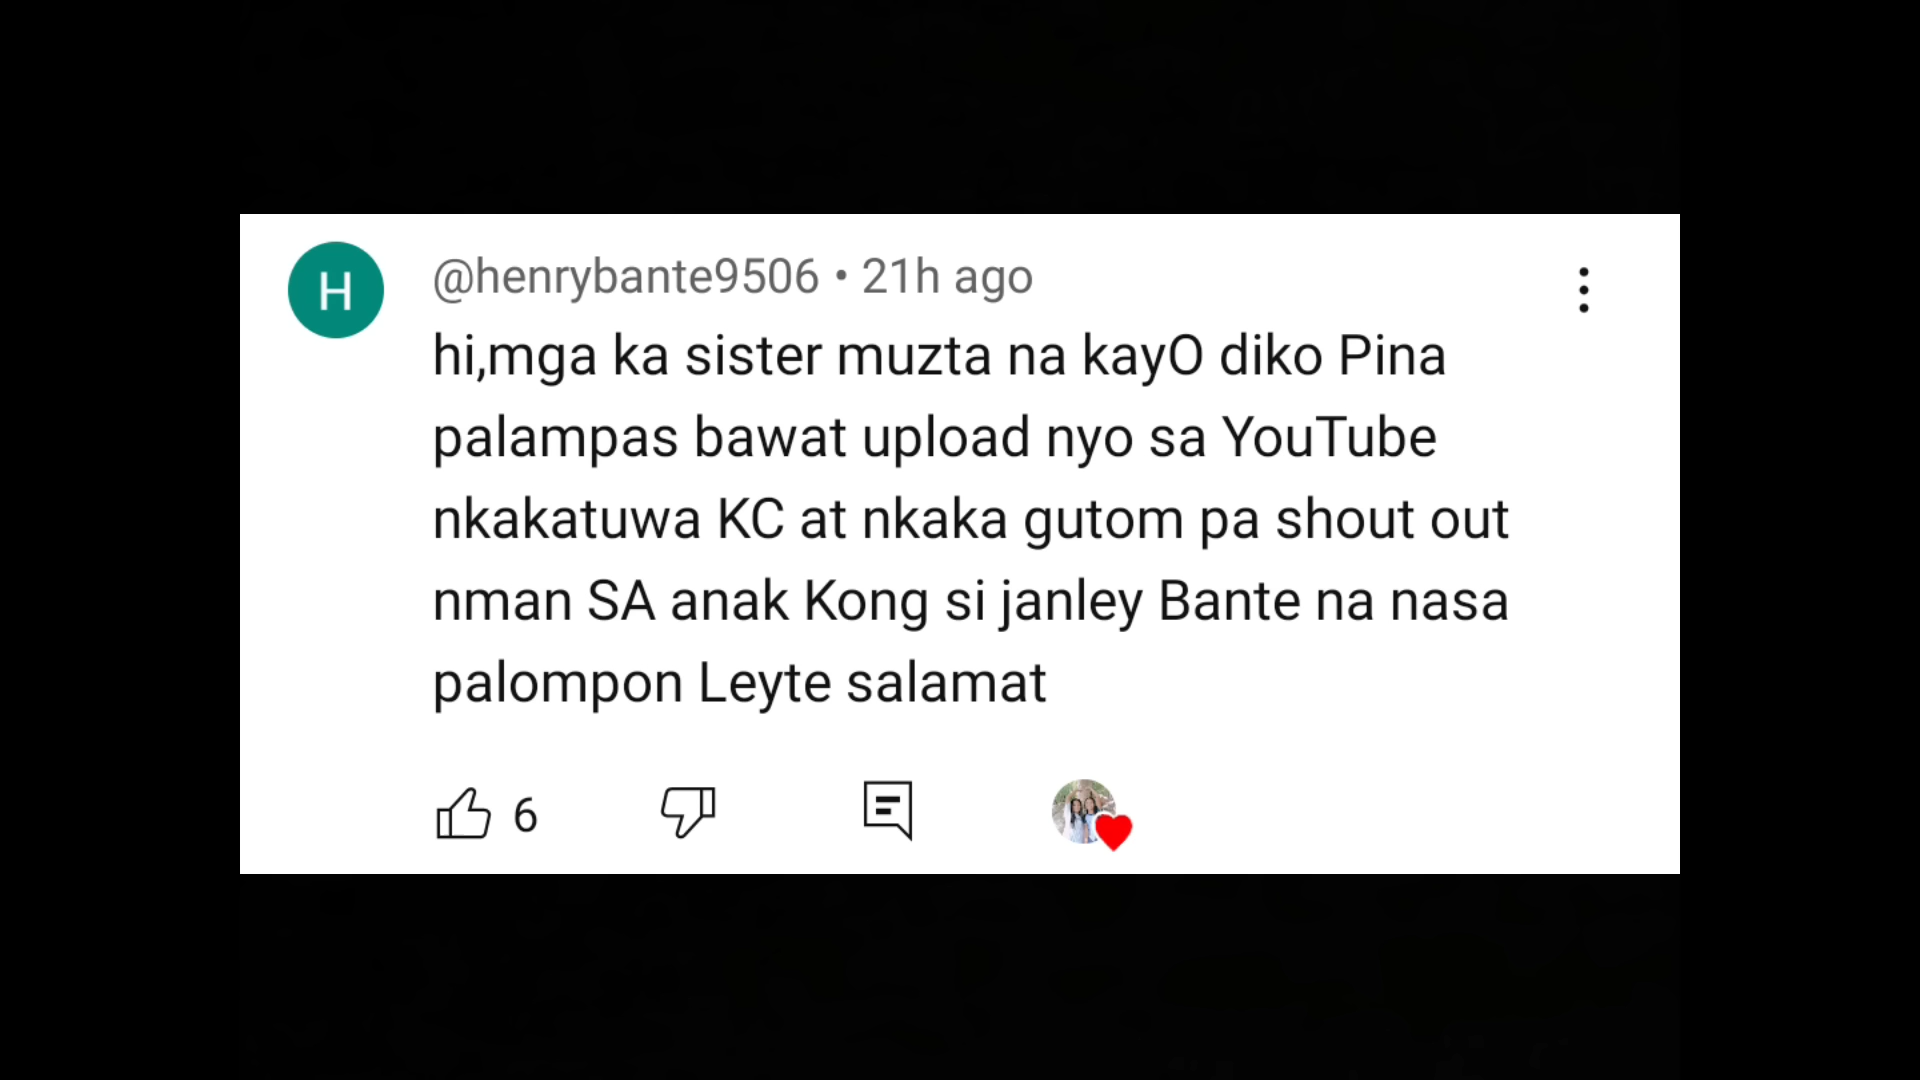 H
@henrybante9506 • 21h ago
hi,mga ka sister muzta na kayO diko Pina
palampas bawat upload nyo sa YouTube
nkakatuwa KC at nkaka gutom pa shout out
nman SA anak Kong si janley Bante na nasa
palompon Leyte salamat
6